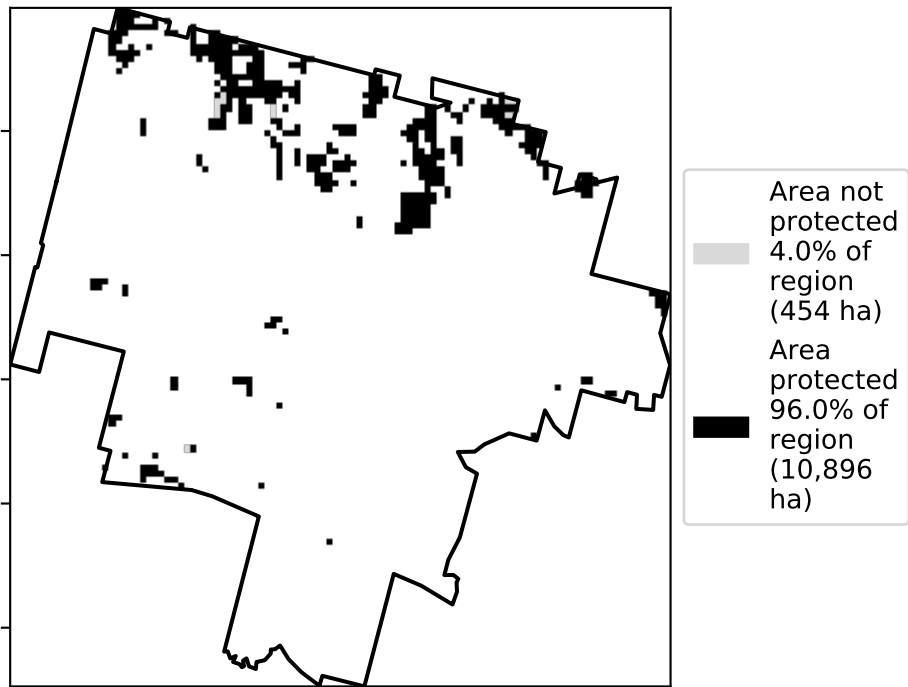 Area not
protected
4.0% of
region
(454 ha)
Area
protected
96.0% of
region
(10,896
ha)